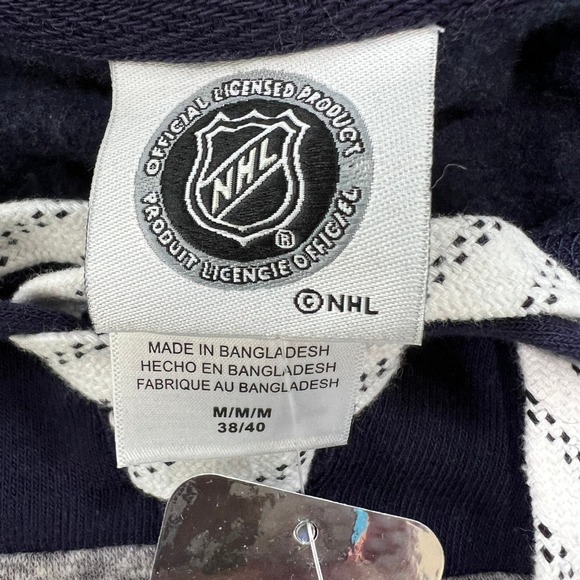 OFFICIAL LICENSED PRODUCT
NHL
®
PRODUIT LICENCIE OFFICIEL
© NHL
MADE IN BANGLADESH
HECHO EN BANGLADESH
FABRIQUE AU BANGLADESH
M/M/M
38/40